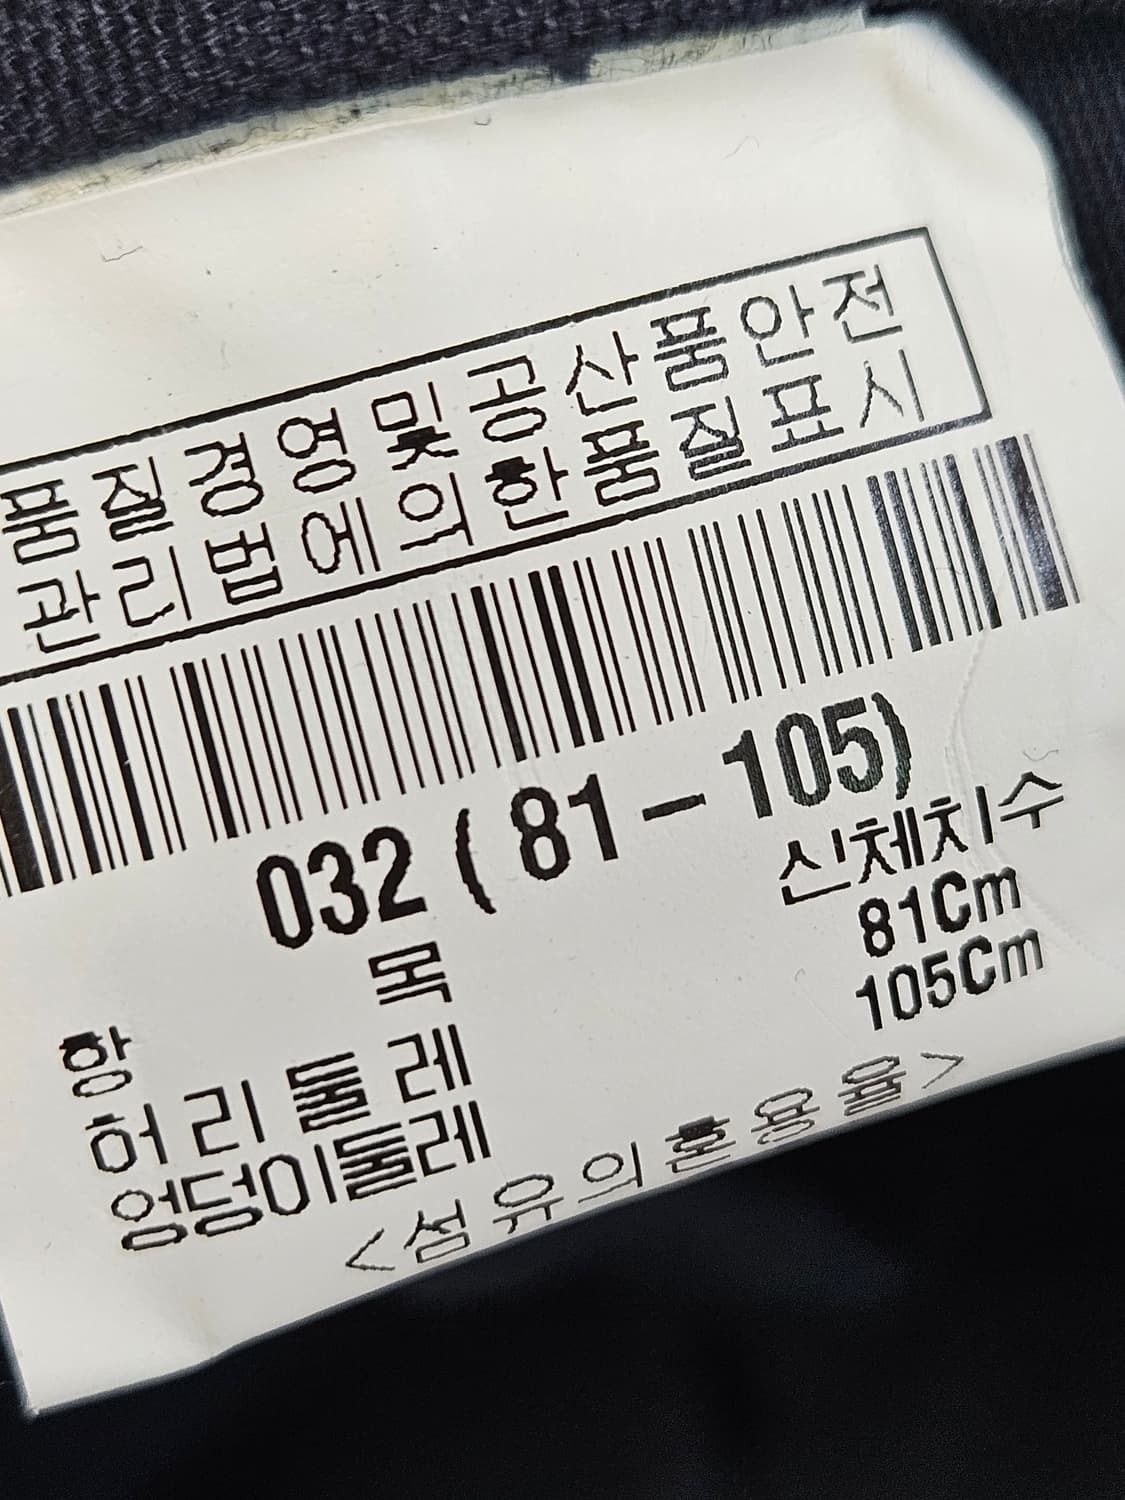 품질경영및공산품안전
관리법에의한품질표시
032 ( 81 - 105)
항 목 신체치수
허리둘레 81Cm
엉덩이둘레 105Cm
<섬유의혼용율>